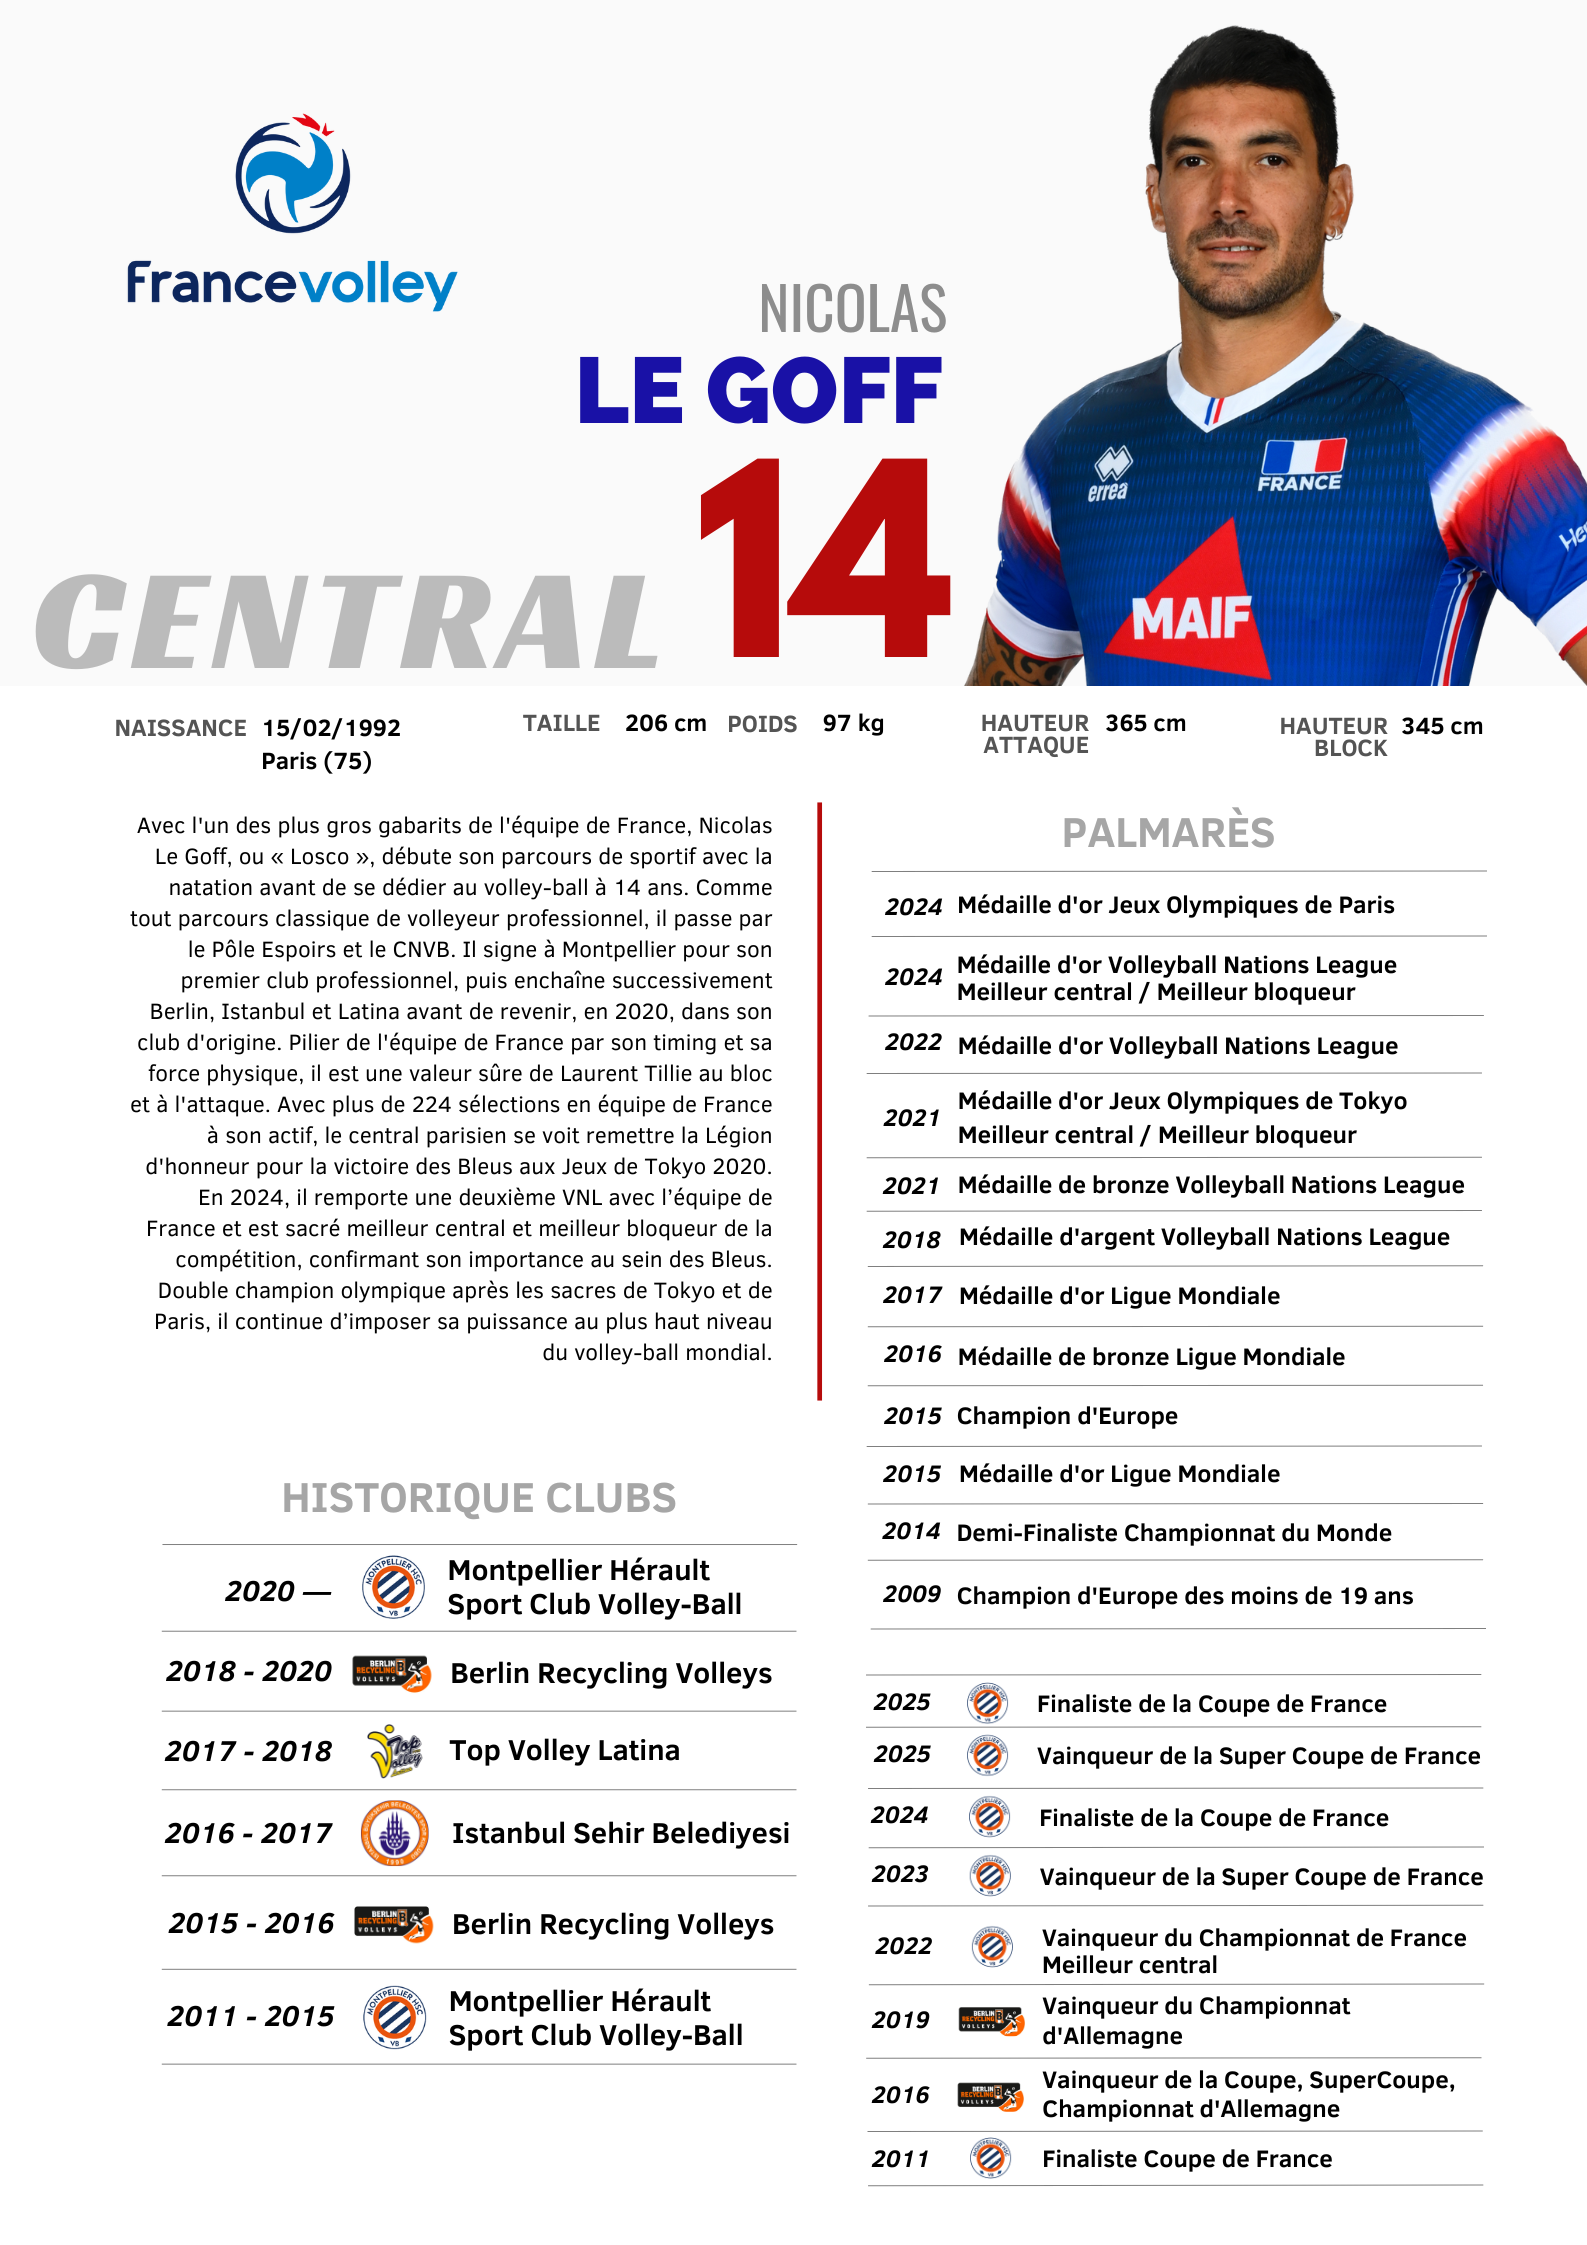 Francevolley
NICOLAS
LE GOFF
14
CENTRAL
errea
FRANCE
MAIF
NAISSANCE 15/02/1992
Paris (75)
TAILLE 206 cm POIDS 97 kg
HAUTEUR ATTAQUE 365 cm
HAUTEUR BLOCK 345 cm
Avec l'un des plus gros gabarits de l'équipe de France, Nicolas
Le Goff, ou « Losco », débute son parcours de sportif avec la
natation avant de se dédier au volley-ball à 14 ans. Comme
tout parcours classique de volleyeur professionnel, il passe par
le Pôle Espoirs et le CNVB. Il signe à Montpellier pour son
premier club professionnel, puis enchaîne successivement
Berlin, Istanbul et Latina avant de revenir, en 2020, dans son
club d'origine. Pilier de l'équipe de France par son timing et sa
force physique, il est une valeur sûre de Laurent Tillie au bloc
et à l'attaque. Avec plus de 224 sélections en équipe de France
à son actif, le central parisien se voit remettre la Légion
d'honneur pour la victoire des Bleus aux Jeux de Tokyo 2020.
En 2024, il remporte une deuxième VNL avec l’équipe de
France et est sacré meilleur central et meilleur bloqueur de la
compétition, confirmant son importance au sein des Bleus.
Double champion olympique après les sacres de Tokyo et de
Paris, il continue d’imposer sa puissance au plus haut niveau
du volley-ball mondial.
HISTORIQUE CLUBS
2020 — Montpellier Hérault
Sport Club Volley-Ball
2018 - 2020 Berlin Recycling Volleys
2017 - 2018 Top Volley Latina
2016 - 2017 Istanbul Sehir Belediyesi
2015 - 2016 Berlin Recycling Volleys
2011 - 2015 Montpellier Hérault
Sport Club Volley-Ball
PALMARÈS
2024 Médaille d'or Jeux Olympiques de Paris
2024 Médaille d'or Volleyball Nations League
Meilleur central / Meilleur bloqueur
2022 Médaille d'or Volleyball Nations League
2021 Médaille d'or Jeux Olympiques de Tokyo
Meilleur central / Meilleur bloqueur
2021 Médaille de bronze Volleyball Nations League
2018 Médaille d'argent Volleyball Nations League
2017 Médaille d'or Ligue Mondiale
2016 Médaille de bronze Ligue Mondiale
2015 Champion d'Europe
2015 Médaille d'or Ligue Mondiale
2014 Demi-Finaliste Championnat du Monde
2009 Champion d'Europe des moins de 19 ans
2025 Finaliste de la Coupe de France
2025 Vainqueur de la Super Coupe de France
2024 Finaliste de la Coupe de France
2023 Vainqueur de la Super Coupe de France
2022 Vainqueur du Championnat de France
Meilleur central
2019 Vainqueur du Championnat
d'Allemagne
2016 Vainqueur de la Coupe, SuperCoupe,
Championnat d'Allemagne
2011 Finaliste Coupe de France